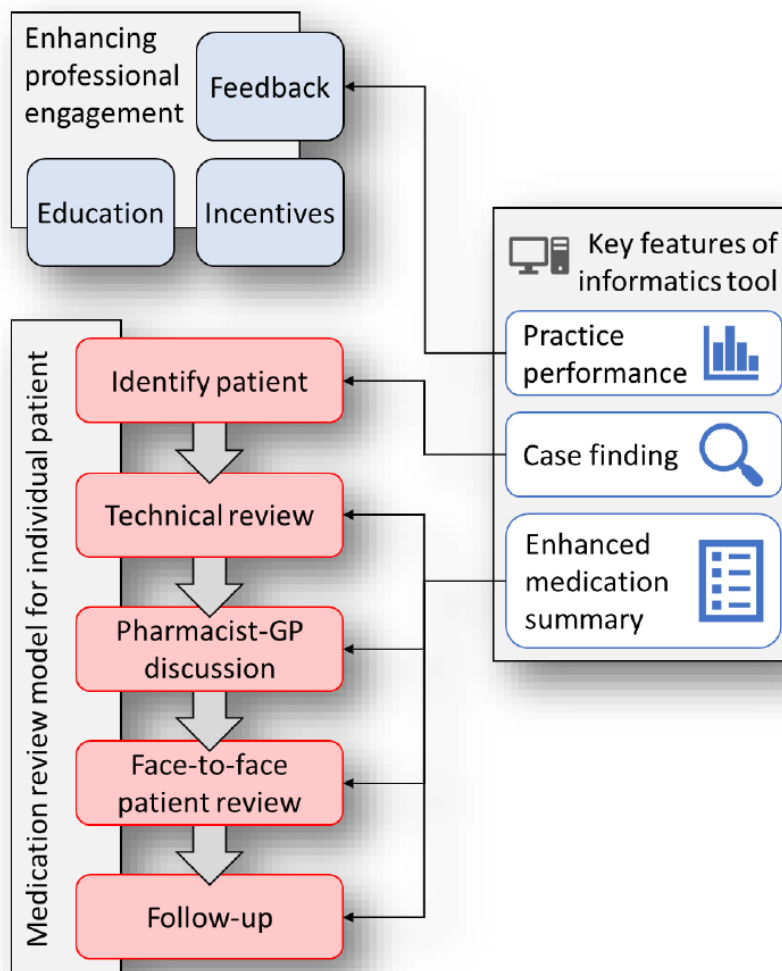 Enhancing
professional
engagement
Feedback
Education
Incentives
Key features of
informatics tool
Practice
performance
Case finding
Enhanced
medication
summary
Medication review model for individual patient
Identify patient
Technical review
Pharmacist-GP
discussion
Face-to-face
patient review
Follow-up